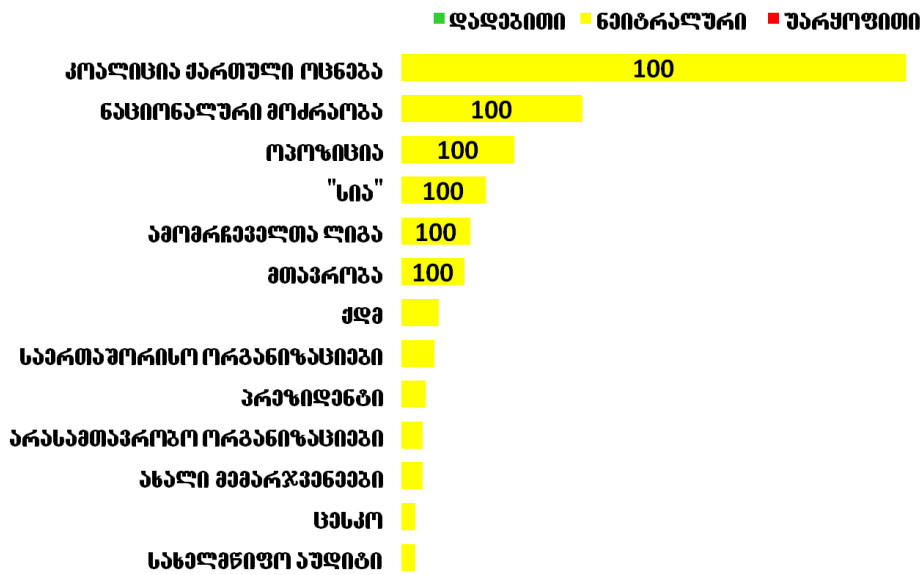 დადებითი ნეიტრალური უარყოფითი
კოალიცია ქართული ოცნება 100
ნაციონალური მოძრაობა 100
ოპოზიცია 100
"სია" 100
ამომრჩეველთა ლიგა 100
მთავრობა 100
ქდმ
საერთაშორისო ორგანიზაციები
პრეზიდენტი
არასამთავრობო ორგანიზაციები
ახალი მემარჯვენეები
ცესკო
სახელმწიფო აუდიტი